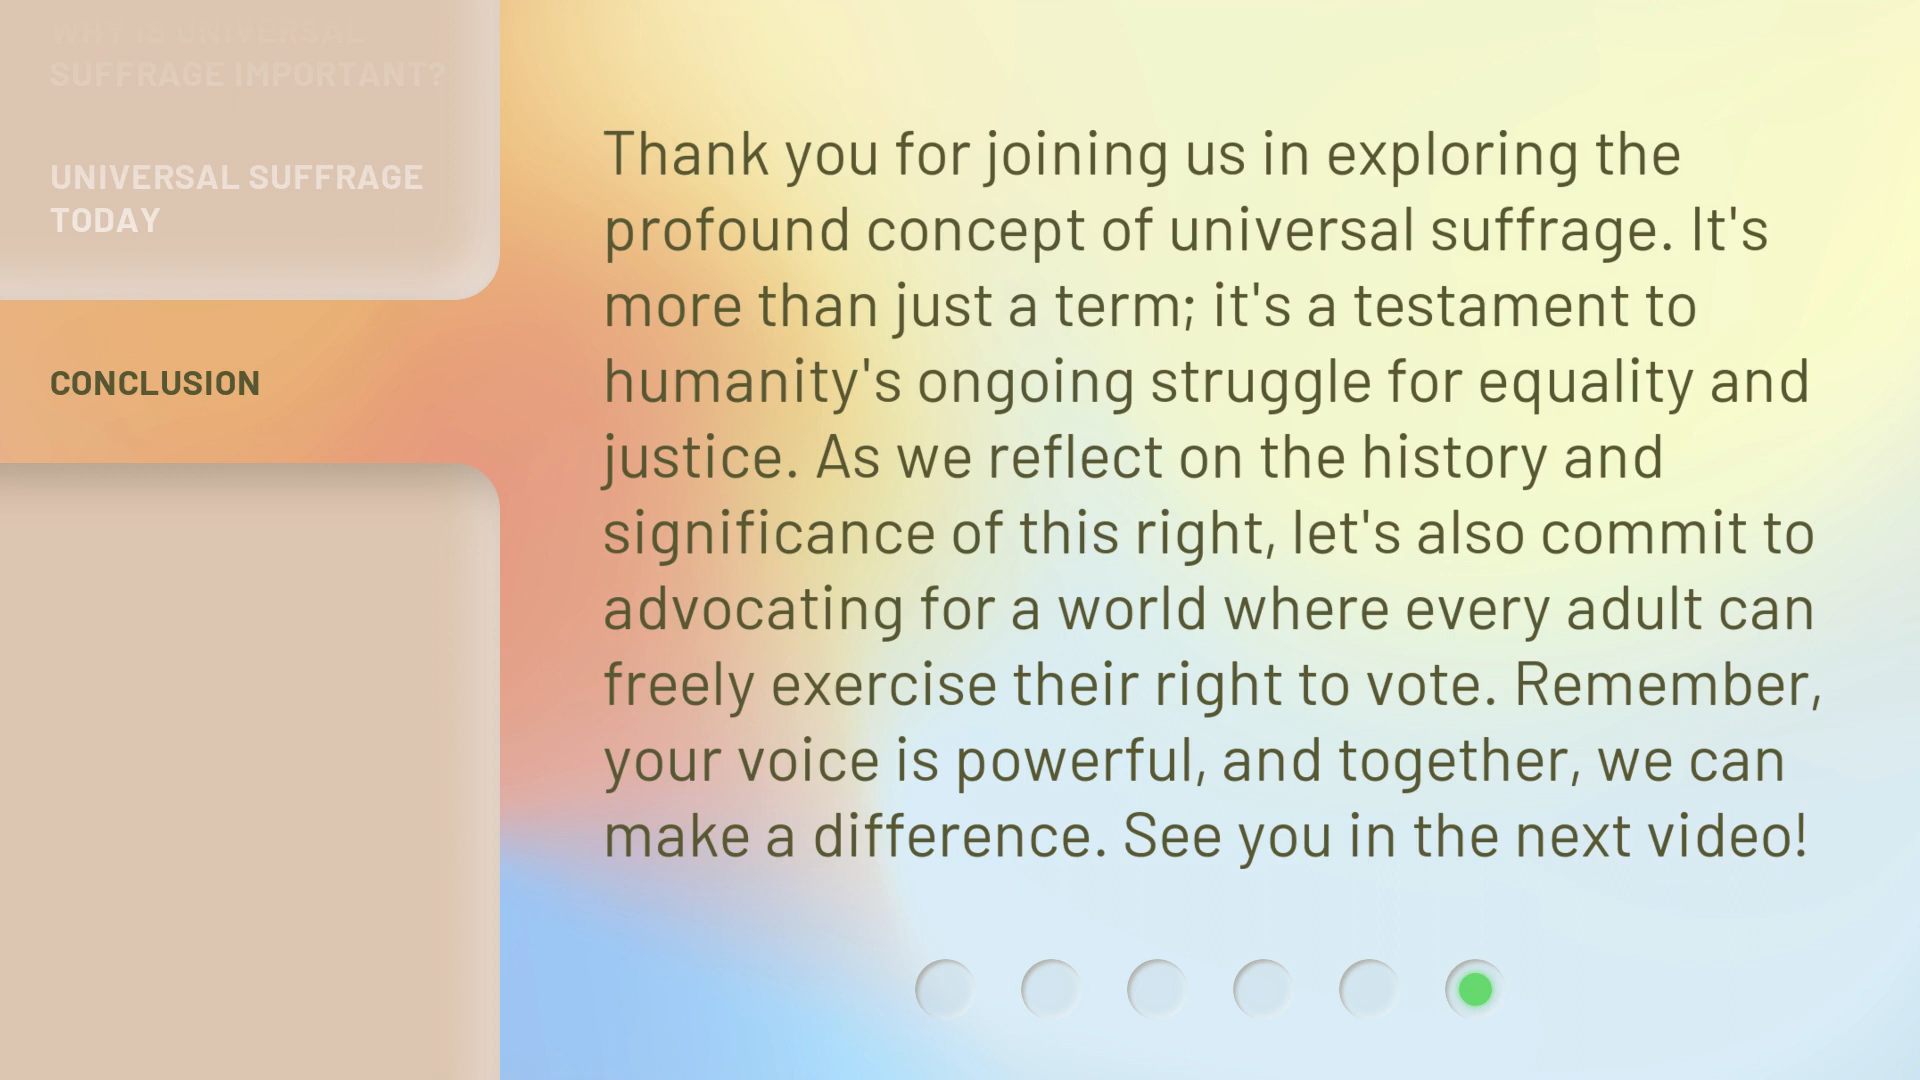 WHY IS UNIVERSAL
SUFFRAGE IMPORTANT?
UNIVERSAL SUFFRAGE
TODAY
CONCLUSION
Thank you for joining us in exploring the
profound concept of universal suffrage. It's
more than just a term; it's a testament to
humanity's ongoing struggle for equality and
justice. As we reflect on the history and
significance of this right, let's also commit to
advocating for a world where every adult can
freely exercise their right to vote. Remember,
your voice is powerful, and together, we can
make a difference. See you in the next video!